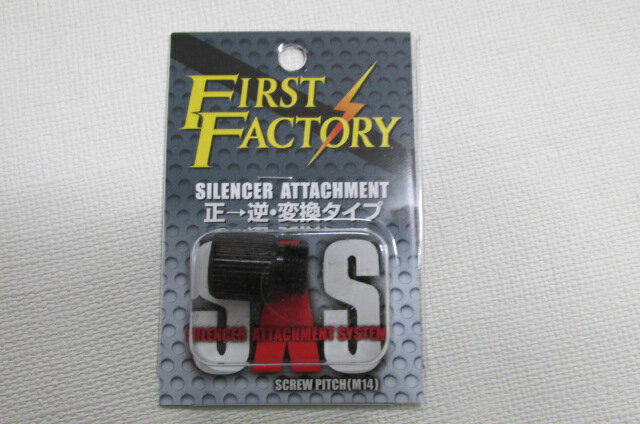 FIRST
FACTORY
SILENCER ATTACHMENT
正→逆・変換タイプ
SAS
SILENCER ATTACHMENT SYSTEM
SCREW PITCH(M14)